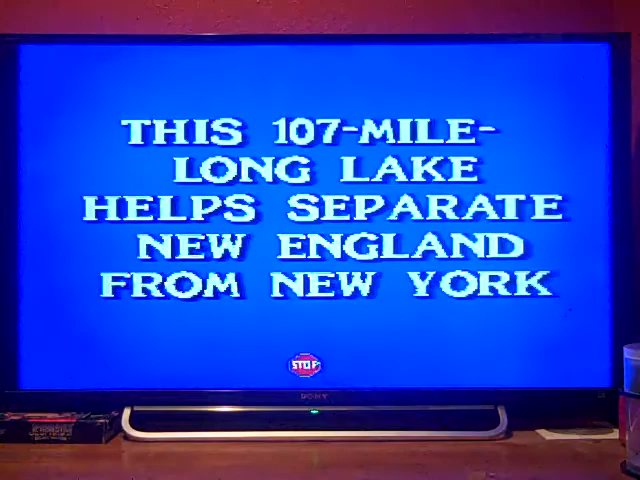 THIS 107-MILE-
LONG LAKE
HELPS SEPARATE
NEW ENGLAND
FROM NEW YORK
STOP
SONY